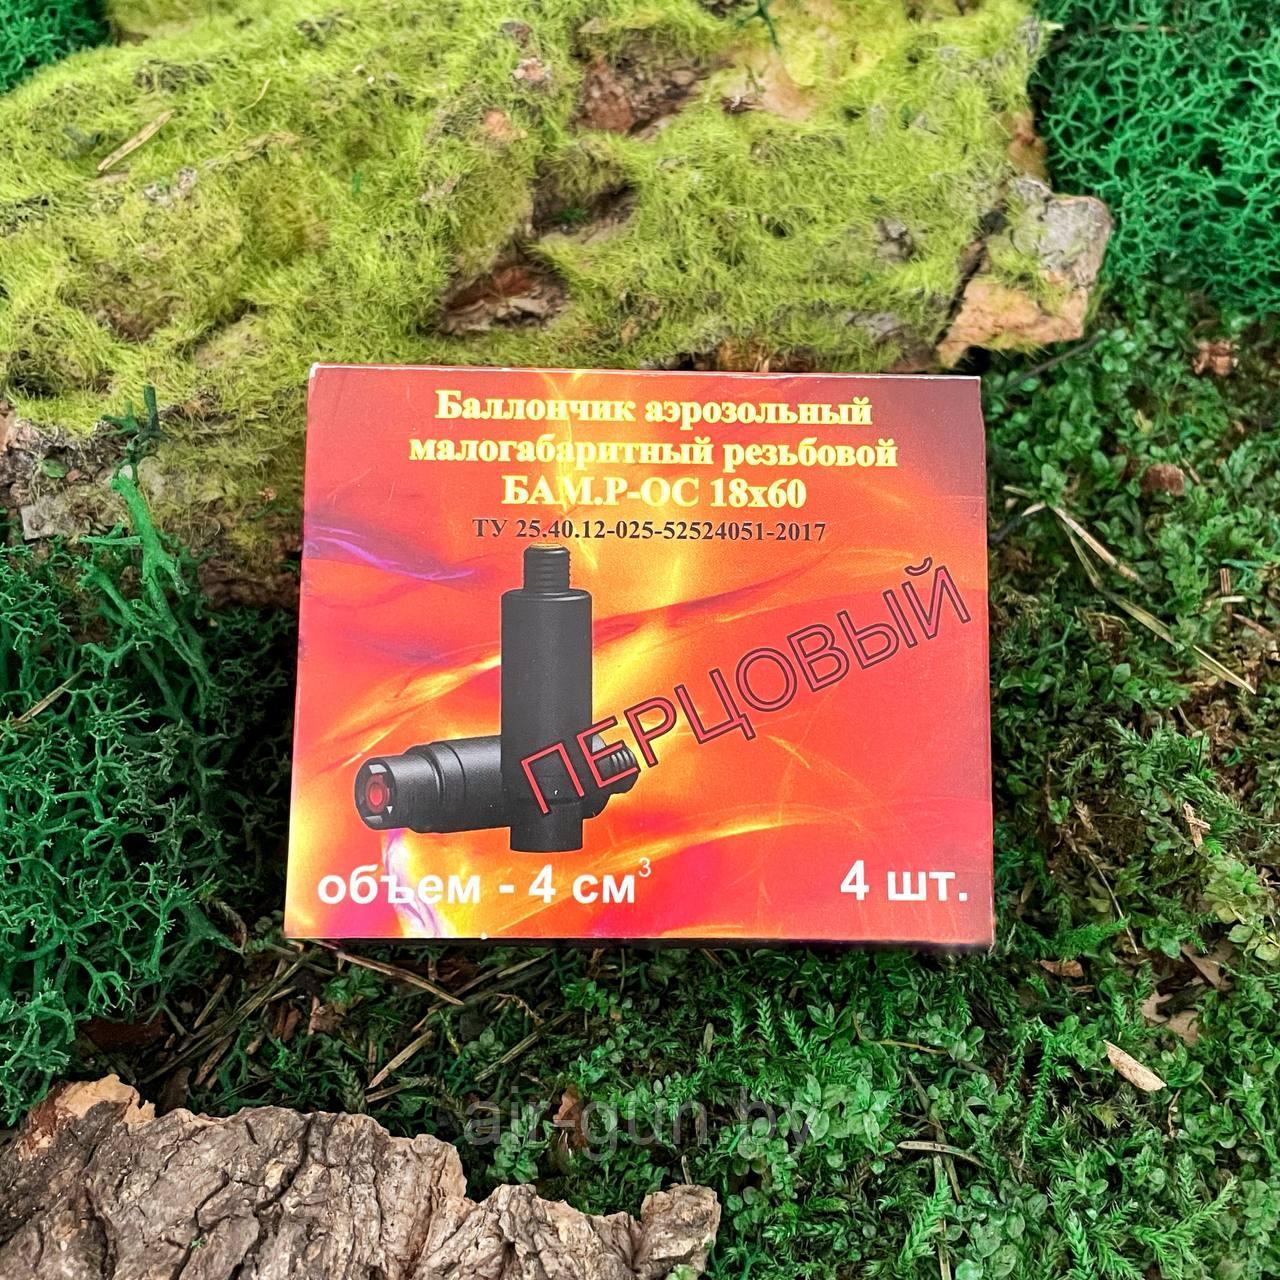 Баллончик аэрозольный
малогабаритный резьбовой
БАМ.Р-ОС 18х60
ТУ 25.40.12-025-52524051-2017
ПЕРЦОВЫЙ
объем - 4 см³
4 шт.
air-gun.by